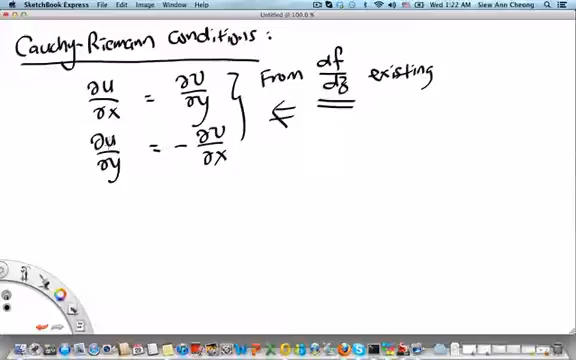 SketchBook Express File Edit Image Window Help Wed 1:22 AM Siew Ann Cheong
Untitled @ 100.0 %
Cauchy-Riemann Conditions :
∂u/∂x = ∂v/∂y
∂u/∂y = - ∂v/∂x
⇐ From df/dz existing